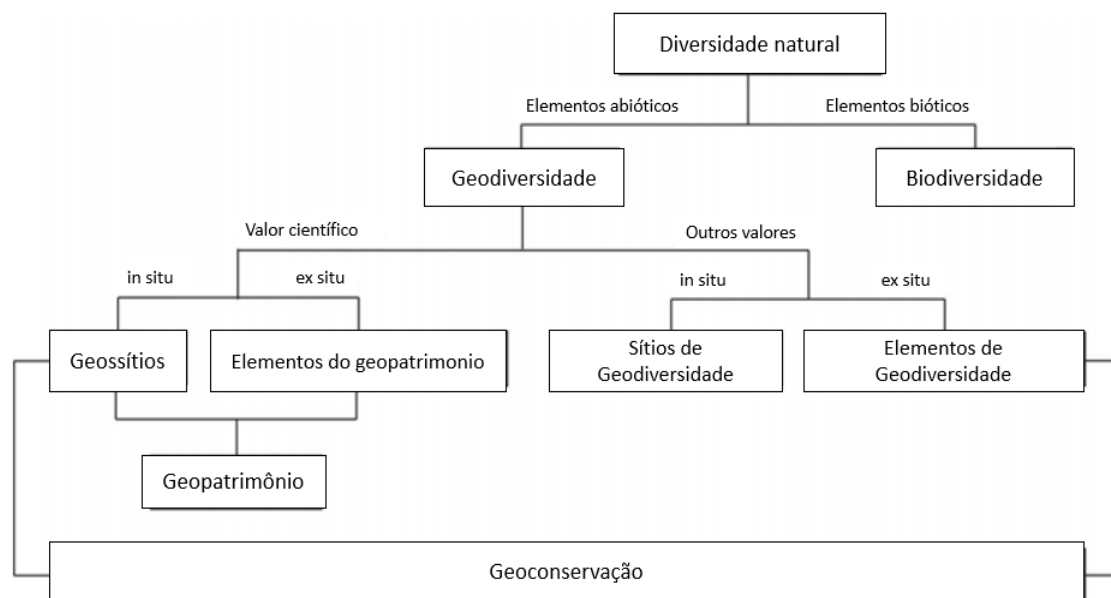 Diversidade natural
Elementos abióticos
Elementos bióticos
Geodiversidade
Biodiversidade
Valor científico
Outros valores
in situ
ex situ
in situ
ex situ
Geossítios
Elementos do geopatrimonio
Sítios de
Geodiversidade
Elementos de
Geodiversidade
Geopatrimônio
Geoconservação